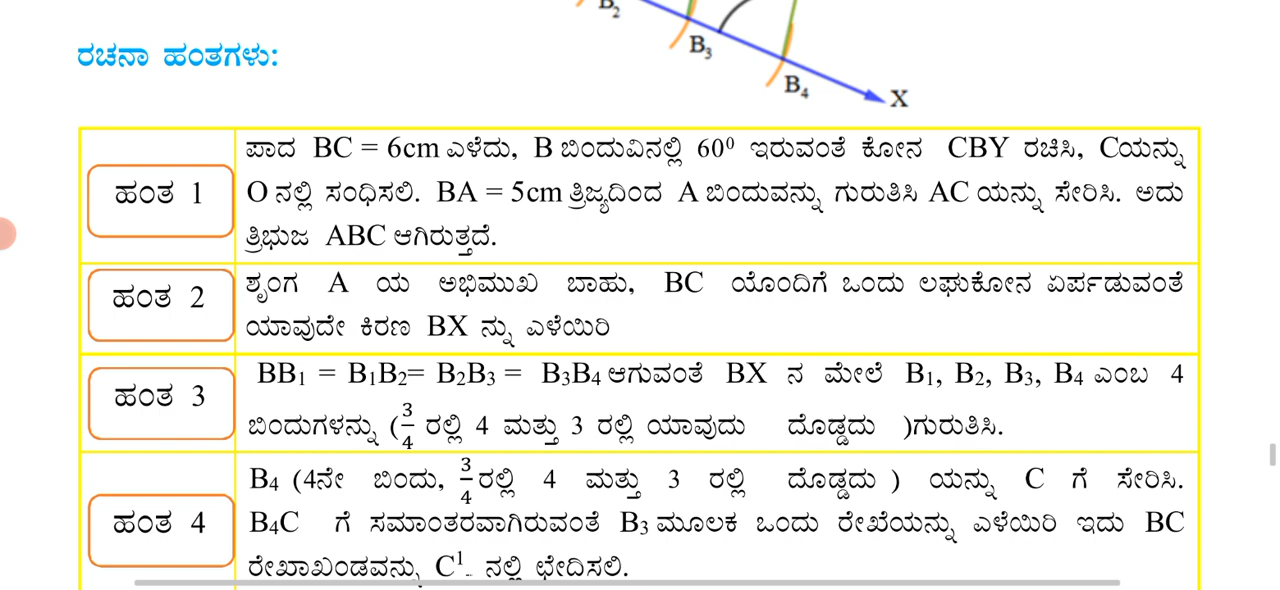 B₂
B₃
B₄
X
ರಚನಾ ಹಂತಗಳು:
ಹಂತ 1
ಪಾದ BC = 6cm ಎಳೆದು, B ಬಿಂದುವಿನಲ್ಲಿ 60⁰ ಇರುವಂತೆ ಕೋನ CBY ರಚಿಸಿ, Cಯನ್ನು
O ನಲ್ಲಿ ಸಂಧಿಸಲಿ. BA = 5cm ತ್ರಿಜ್ಯದಿಂದ A ಬಿಂದುವನ್ನು ಗುರುತಿಸಿ AC ಯನ್ನು ಸೇರಿಸಿ. ಅದು
ತ್ರಿಭುಜ ABC ಆಗಿರುತ್ತದೆ.
ಹಂತ 2
ಶೃಂಗ A ಯ ಅಭಿಮುಖ ಬಾಹು, BC ಯೊಂದಿಗೆ ಒಂದು ಲಘುಕೋನ ಏರ್ಪಡುವಂತೆ
ಯಾವುದೇ ಕಿರಣ BX ನ್ನು ಎಳೆಯಿರಿ
ಹಂತ 3
BB₁ = B₁B₂= B₂B₃ = B₃B₄ ಆಗುವಂತೆ BX ನ ಮೇಲೆ B₁, B₂, B₃, B₄ ಎಂಬ 4
ಬಿಂದುಗಳನ್ನು (3/4 ರಲ್ಲಿ 4 ಮತ್ತು 3 ರಲ್ಲಿ ಯಾವುದು ದೊಡ್ಡದು )ಗುರುತಿಸಿ.
ಹಂತ 4
B₄ (4ನೇ ಬಿಂದು, 3/4 ರಲ್ಲಿ 4 ಮತ್ತು 3 ರಲ್ಲಿ ದೊಡ್ಡದು ) ಯನ್ನು C ಗೆ ಸೇರಿಸಿ.
B₄C ಗೆ ಸಮಾಂತರವಾಗಿರುವಂತೆ B₃ ಮೂಲಕ ಒಂದು ರೇಖೆಯನ್ನು ಎಳೆಯಿರಿ ಇದು BC
ರೇಖಾಖಂಡವನ್ನು C¹ ನಲ್ಲಿ ಛೇದಿಸಲಿ.